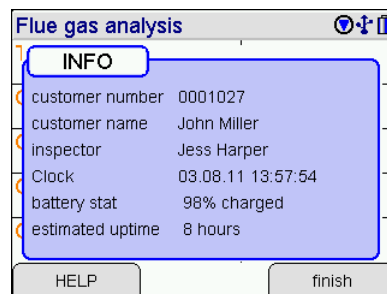 Flue gas analysis
INFO
customer number 0001027
customer name John Miller
inspector Jess Harper
Clock 03.08.11 13:57:54
battery stat 98% charged
estimated uptime 8 hours
HELP finish